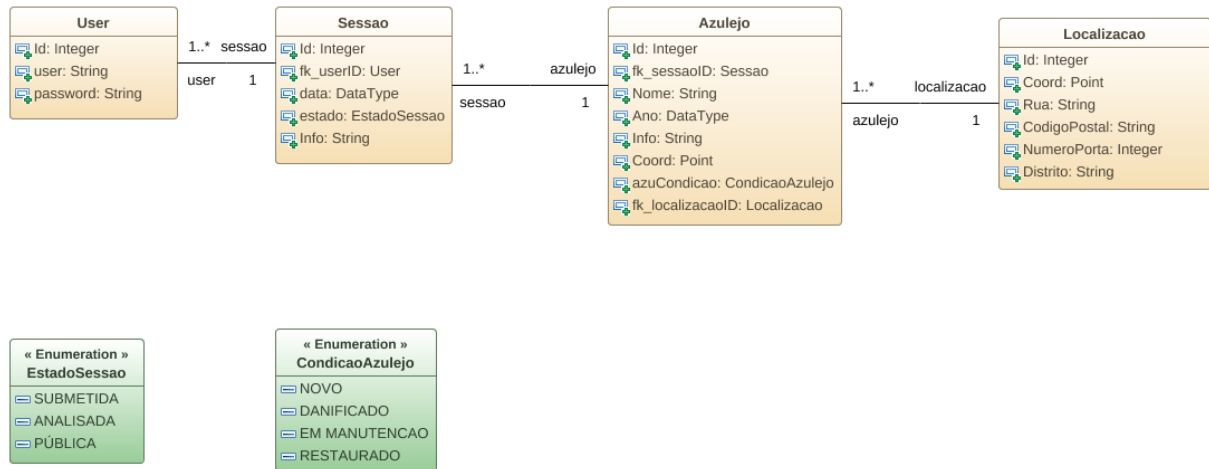 User
Id: Integer
user: String
password: String
1..* sessao
user 1
Sessao
Id: Integer
fk_userID: User
data: DataType
estado: EstadoSessao
Info: String
1..* azulejo
sessao 1
Azulejo
Id: Integer
fk_sessaoID: Sessao
Nome: String
Ano: DataType
Info: String
Coord: Point
azuCondicao: CondicaoAzulejo
fk_localizacaoID: Localizacao
1..* localizacao
azulejo 1
Localizacao
Id: Integer
Coord: Point
Rua: String
CodigoPostal: String
NumeroPorta: Integer
Distrito: String
« Enumeration »
EstadoSessao
SUBMETIDA
ANALISADA
PÚBLICA
« Enumeration »
CondicaoAzulejo
NOVO
DANIFICADO
EM MANUTENCAO
RESTAURADO